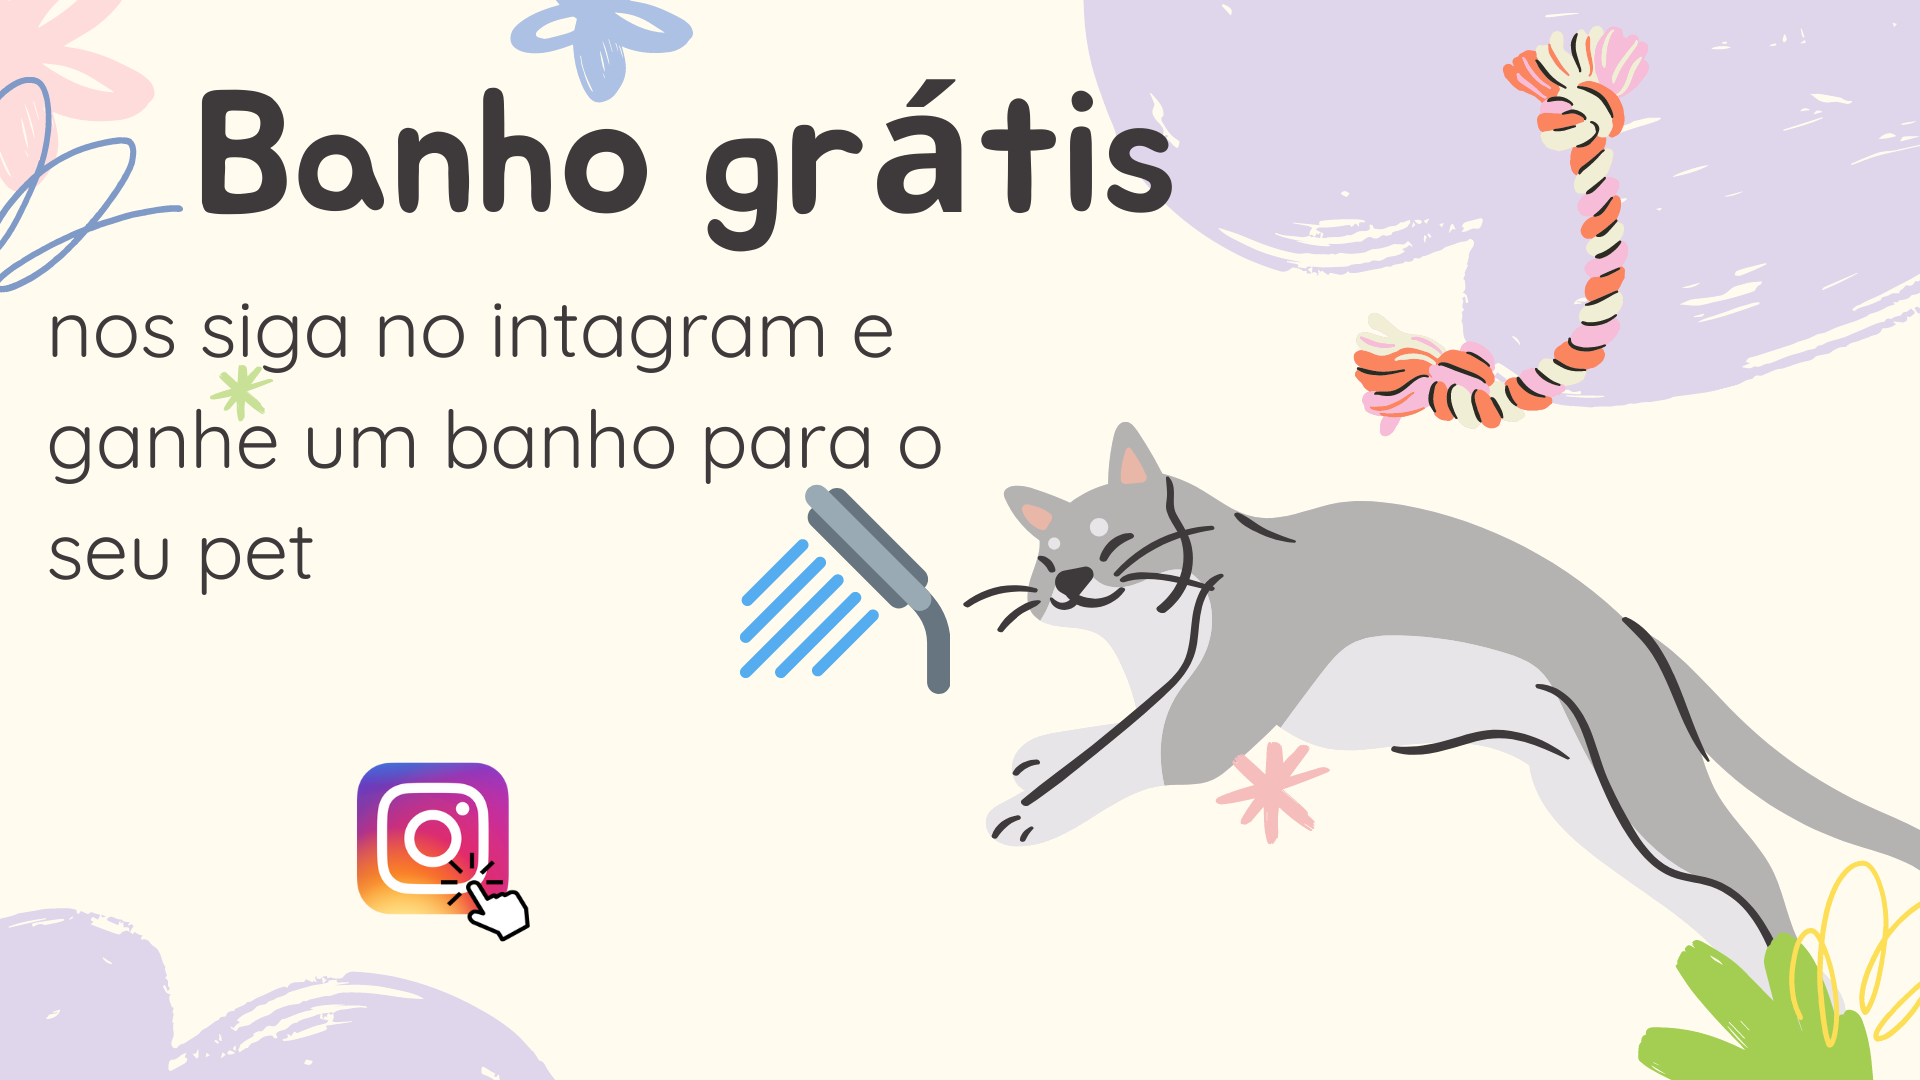 Banho grátis
nos siga no intagram e
ganhe um banho para o
seu pet